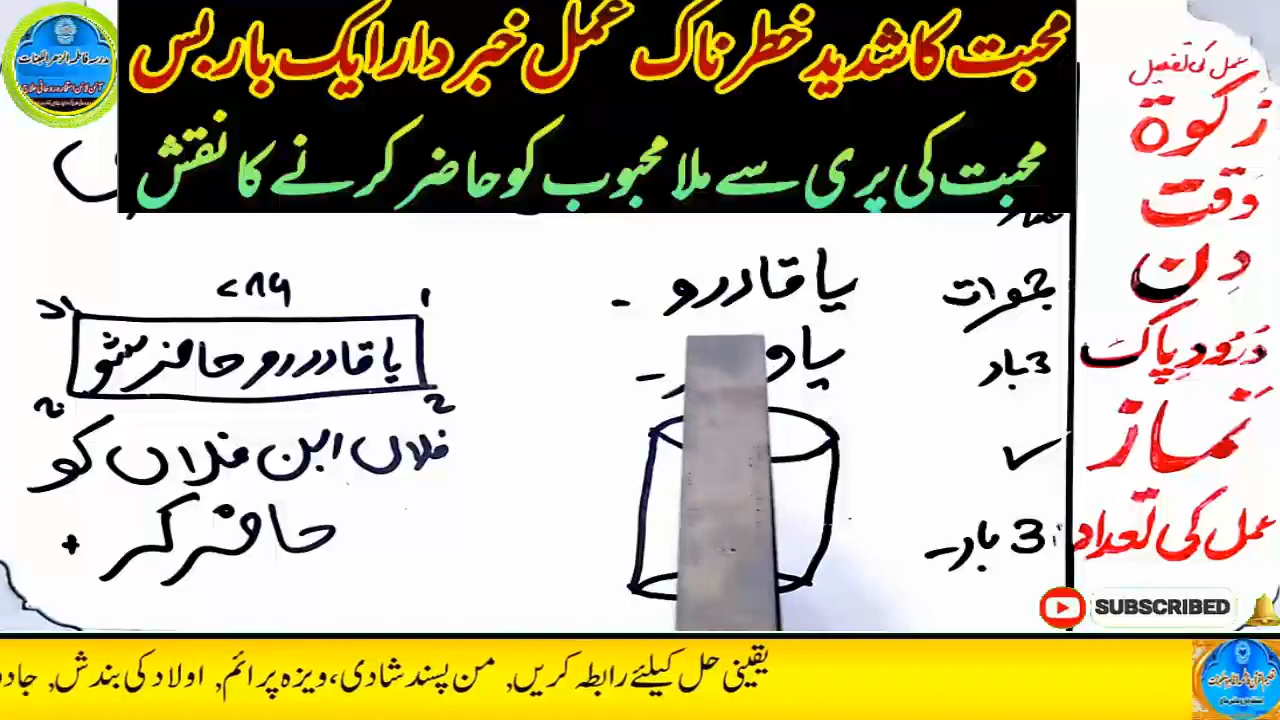 محبت کا شدید خطرناک عمل خبردار ایک بار بس
محبت کی پری سے ملا محبوب کو حاضر کرنے کا نقش
عمل کی تفصیل
زکوۃ
وقت
دن
درود پاک
نماز
عمل کی تعداد
جمعرات
3 بار
✓
3 بار۔
یا قادرو ۔
یا
۷۸۶
یا قادرو حاضر شو
۲
۲
فلاں ابن فلاں کو
حاضر کر
SUBSCRIBED
یقینی حل کیلئے رابطہ کریں, من پسند شادی، ویزہ پرائم, اولاد کی بندش, جادو